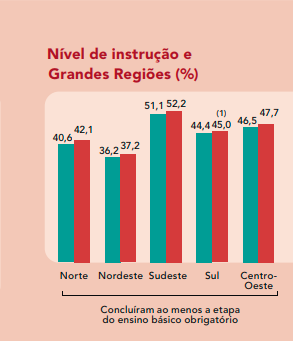 Nível de instrução e
Grandes Regiões (%)
40,6 42,1
36,2 37,2
51,1 52,2
(1)
44,4 45,0
46,5 47,7
Norte Nordeste Sudeste Sul Centro-
Oeste
Concluíram ao menos a etapa
do ensino básico obrigatório